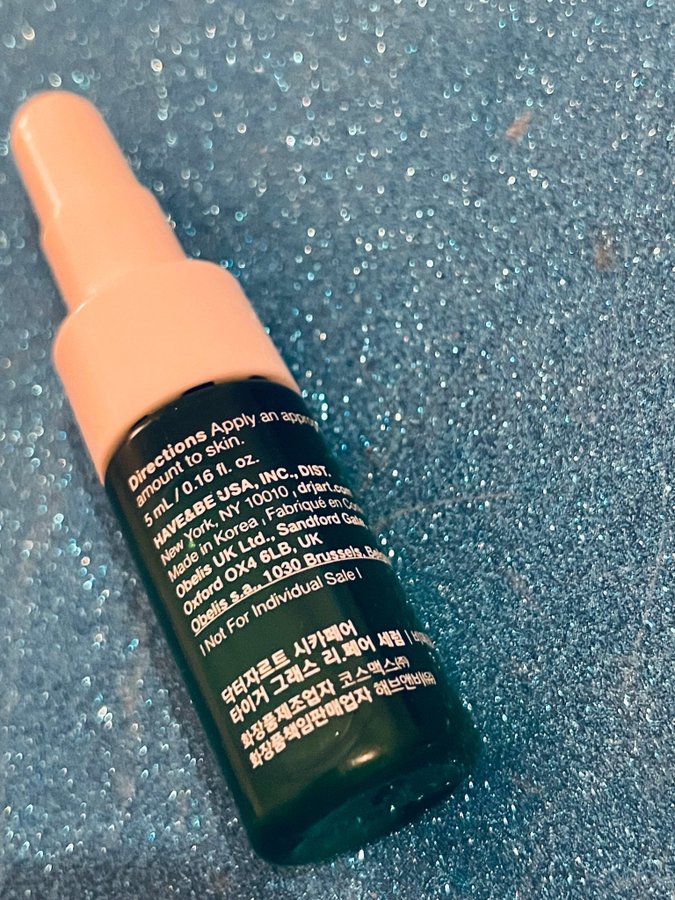 Directions Apply an
amount to skin.
5 mL / 0.16 fl. oz.
HAVE&BE USA, INC., DIST.
New York, NY 10010 , drjart.com
Made in Korea , Fabriqué en
Obelis UK Ltd., Sandford
Oxford OX4 6LB, UK
Obelis s.a., 1030 Brussels,
| Not For Individual Sale |
닥터자르트 시카페어
타이거 그래스 리.페어 세럼 |
화장품제조업자 코스맥스㈜
화장품책임판매업자 해브앤비㈜